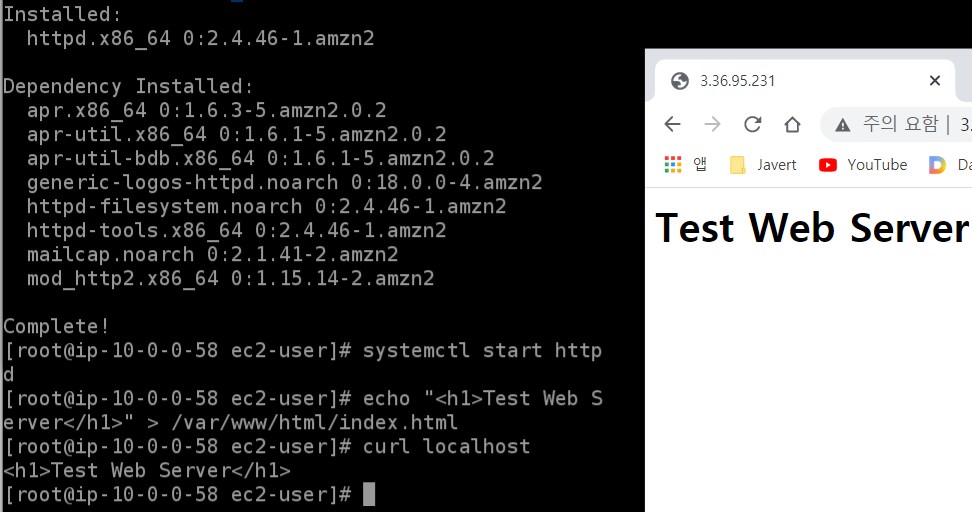 Installed:
httpd.x86_64 0:2.4.46-1.amzn2
Dependency Installed:
apr.x86_64 0:1.6.3-5.amzn2.0.2
apr-util.x86_64 0:1.6.1-5.amzn2.0.2
apr-util-bdb.x86_64 0:1.6.1-5.amzn2.0.2
generic-logos-httpd.noarch 0:18.0.0-4.amzn2
httpd-filesystem.noarch 0:2.4.46-1.amzn2
httpd-tools.x86_64 0:2.4.46-1.amzn2
mailcap.noarch 0:2.1.41-2.amzn2
mod_http2.x86_64 0:1.15.14-2.amzn2
Complete!
[root@ip-10-0-0-58 ec2-user]# systemctl start http
d
[root@ip-10-0-0-58 ec2-user]# echo "<h1>Test Web S
erver</h1>" > /var/www/html/index.html
[root@ip-10-0-0-58 ec2-user]# curl localhost
<h1>Test Web Server</h1>
[root@ip-10-0-0-58 ec2-user]#
3.36.95.231
주의 요함 | 3.
앱 Javert YouTube Da
Test Web Server